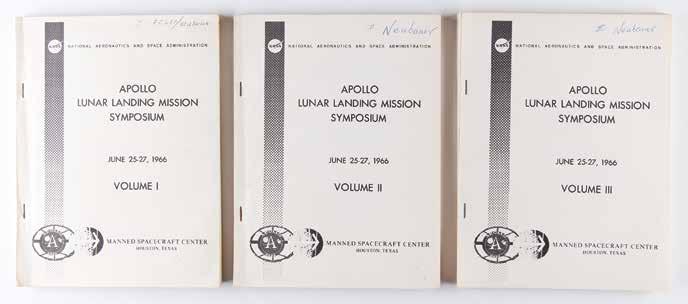 NASA NATIONAL AERONAUTICS AND SPACE ADMINISTRATION
APOLLO
LUNAR LANDING MISSION
SYMPOSIUM
JUNE 25-27, 1966
VOLUME I
A
MANNED SPACECRAFT CENTER
HOUSTON, TEXAS
Neubauer
NASA NATIONAL AERONAUTICS AND SPACE ADMINISTRATION
APOLLO
LUNAR LANDING MISSION
SYMPOSIUM
JUNE 25-27, 1966
VOLUME II
A
MANNED SPACECRAFT CENTER
HOUSTON, TEXAS
Neubauer
NASA NATIONAL AERONAUTICS AND SPACE ADMINISTRATION
APOLLO
LUNAR LANDING MISSION
SYMPOSIUM
JUNE 25-27, 1966
VOLUME III
A
MANNED SPACECRAFT CENTER
HOUSTON, TEXAS